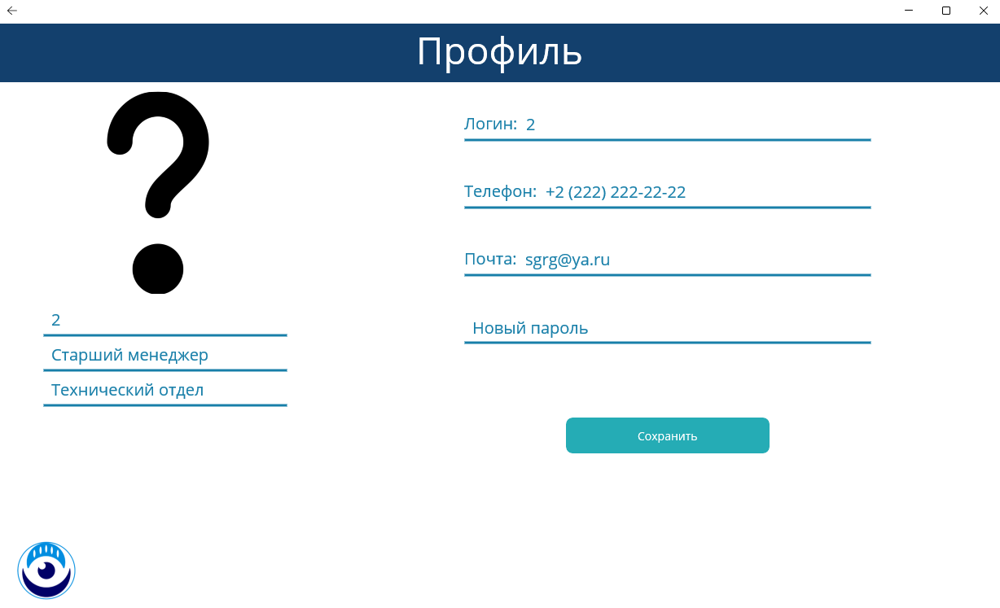 Профиль
2
Старший менеджер
Технический отдел
Логин: 2
Телефон: +2 (222) 222-22-22
Почта: sgrg@ya.ru
Новый пароль
Сохранить